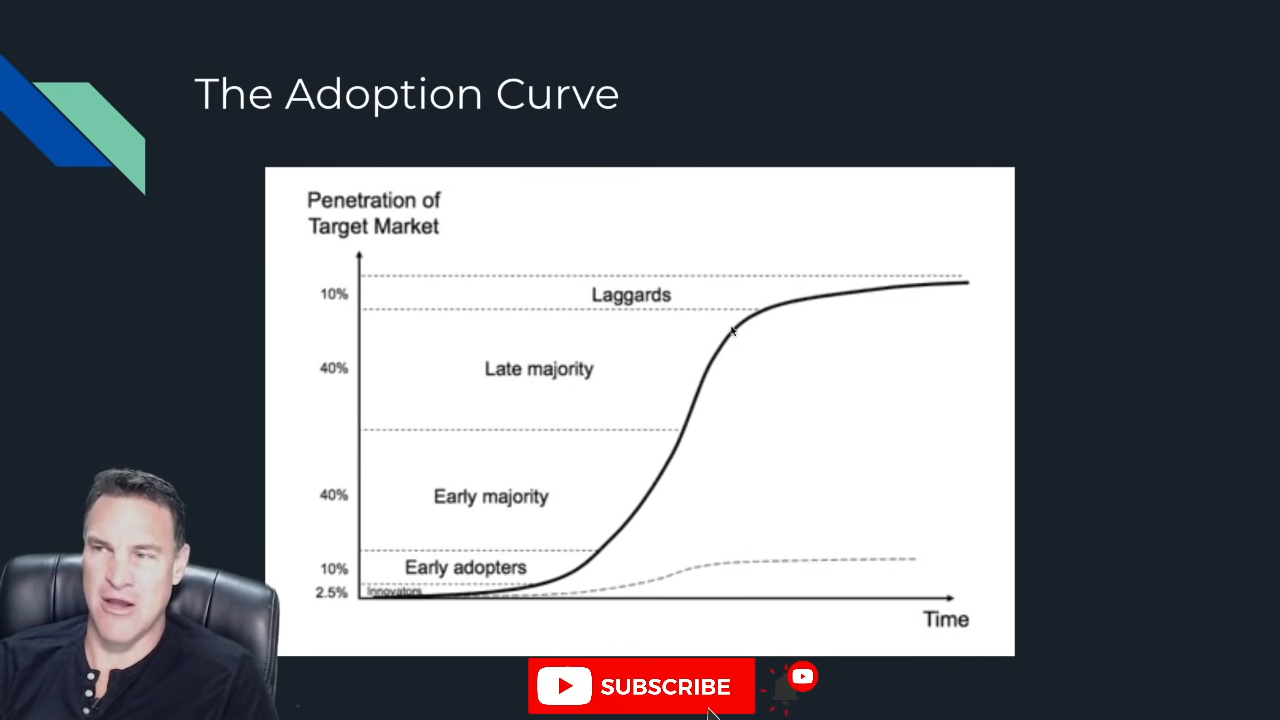 The Adoption Curve
Penetration of
Target Market
10%
Laggards
40%
Late majority
40%
Early majority
10%
Early adopters
2.5%
Innovators
Time
SUBSCRIBE